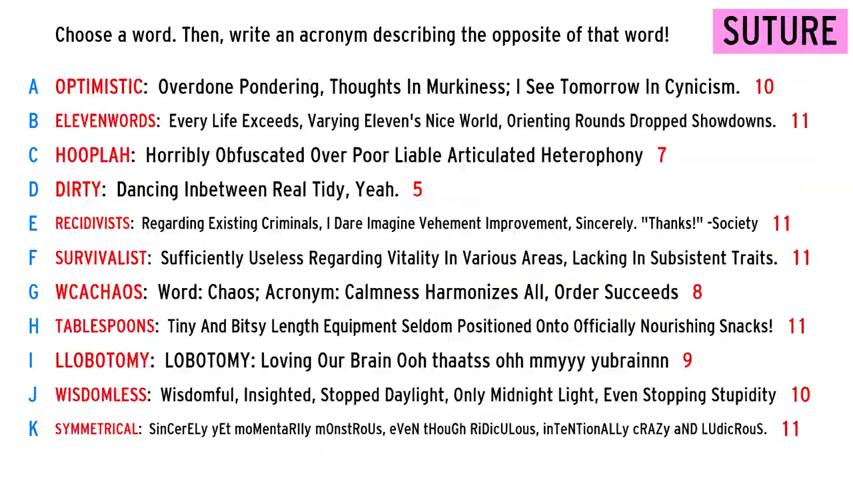 Choose a word. Then, write an acronym describing the opposite of that word!
SUTURE
A OPTIMISTIC: Overdone Pondering, Thoughts In Murkiness; I See Tomorrow In Cynicism. 10
B ELEVENWORDS: Every Life Exceeds, Varying Eleven's Nice World, Orienting Rounds Dropped Showdowns. 11
C HOOPLAH: Horribly Obfuscated Over Poor Liable Articulated Heterophony 7
D DIRTY: Dancing Inbetween Real Tidy, Yeah. 5
E RECIDIVISTS: Regarding Existing Criminals, I Dare Imagine Vehement Improvement, Sincerely. "Thanks!" -Society 11
F SURVIVALIST: Sufficiently Useless Regarding Vitality In Various Areas, Lacking In Subsistent Traits. 11
G WCACHAOS: Word: Chaos; Acronym: Calmness Harmonizes All, Order Succeeds 8
H TABLESPOONS: Tiny And Bitsy Length Equipment Seldom Positioned Onto Officially Nourishing Snacks! 11
I LLOBOTOMY: LOBOTOMY: Loving Our Brain Ooh thaatss ohh mmyyy yubrainnn 9
J WISDOMLESS: Wisdomful, Insighted, Stopped Daylight, Only Midnight Light, Even Stopping Stupidity 10
K SYMMETRICAL: SinCerELy yEt moMentaRIly mOnstRoUs, eVeN tHouGh RiDicULous, inTeNTionALLy cRAZy aND LUdicRouS. 11